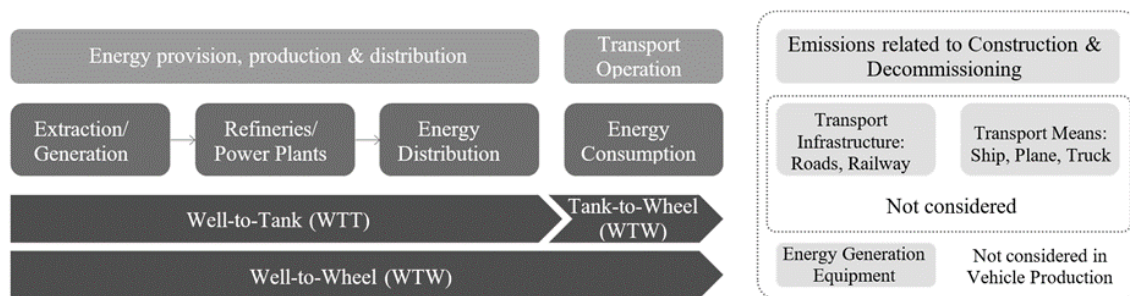 Energy provision, production & distribution
Transport
Operation
Extraction/
Generation
Refineries/
Power Plants
Energy
Distribution
Energy
Consumption
Well-to-Tank (WTT)
Tank-to-Wheel
(WTW)
Well-to-Wheel (WTW)
Emissions related to Construction &
Decommissioning
Transport
Infrastructure:
Roads, Railway
Transport Means:
Ship, Plane, Truck
Not considered
Energy Generation
Equipment
Not considered in
Vehicle Production